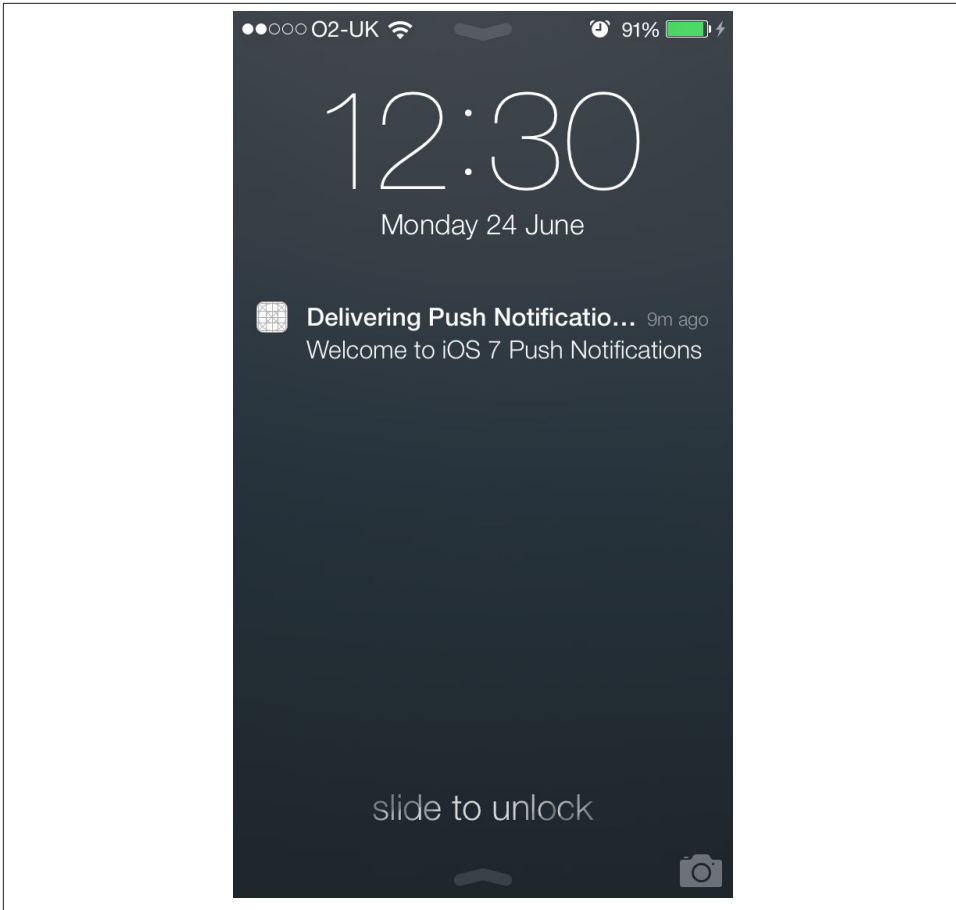 O2-UK 91%
12:30
Monday 24 June
Delivering Push Notificatio... 9m ago
Welcome to iOS 7 Push Notifications
slide to unlock